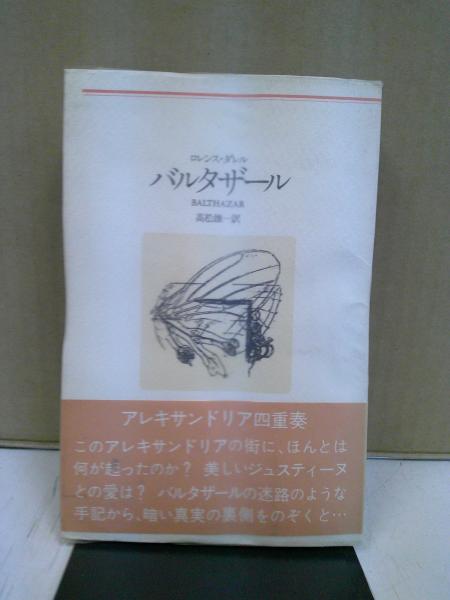 ロレンス・ダレル
バルタザール
BALTHAZAR
高松雄一訳
アレキサンドリア四重奏
このアレキサンドリアの街に、ほんとは
何が起ったのか? 美しいジュスティーヌ
との愛は? バルタザールの迷路のような
手記から、暗い真実の裏側をのぞくと…